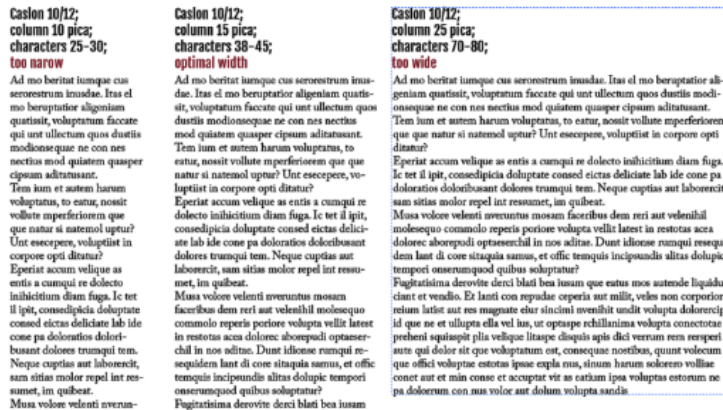 Caslon 10/12;
column 10 pica;
characters 25-30;
too narow
Ad mo beritat iumque cus
serorestrum inusdae. Itas el
mo beruptatior aligeniam
quatissit, voluptatum faccate
qui unt ullectum quos dustiis
modionsequae ne con nes
nectius mod quiatem quasper
cipsum aditatusant.
Tem ium et autem harum
voluptatus, to eatur, nossit
vollute mperferiorem que
que natur si natemol uptur?
Unt esecepere, voluptiist in
corpore opti ditatur?
Eperiat accum velique as
entis a cumqui re dolecto
inihicitium diam fuga. Ic tet
il ipit, consedipicia doluptate
consed eictas deliciate lab ide
cone pa doloratios dolori-
busant dolores trumqui tem.
Neque cuptias aut laborercit,
sam sitias molor repel int res-
sumet, im quibeat.
Musa volore velenti nverun-
Caslon 10/12;
column 15 pica;
characters 38-45;
optimal width
Ad mo beritat iumque cus serorestrum inus-
dae. Itas el mo beruptatior aligeniam quatis-
sit, voluptatum faccate qui unt ullectum quos
dustiis modionsequae ne con nes nectius
mod quiatem quasper cipsum aditatusant.
Tem ium et autem harum voluptatus, to
eatur, nossit vollute mperferiorem que que
natur si natemol uptur? Unt esecepere, vo-
luptiist in corpore opti ditatur?
Eperiat accum velique as entis a cumqui re
dolecto inihicitium diam fuga. Ic tet il ipit,
consedipicia doluptate consed eictas delici-
ate lab ide cone pa doloratios doloribusant
dolores trumqui tem. Neque cuptias aut
laborercit, sam sitias molor repel int ressu-
met, im quibeat.
Musa volore velenti nveruntus mosam
faceribus dem reri aut velenihil molesequo
commolo reperis poriore volupta vellit latest
in restotas acea dolorec aborepudi optaeser-
chil in nos aditae. Dunt idionse rumqui re-
sequidem lant di core sitaquia samus, et offic
temquis incipsundis alitas dolupic tempori
onserumquod quibus soluptatur?
Fugitatisima derovite derci blati bea iusam
Caslon 10/12;
column 25 pica;
characters 70-80;
too wide
Ad mo beritat iumque cus serorestrum inusdae. Itas el mo beruptatior ali-
geniam quatissit, voluptatum faccate qui unt ullectum quos dustiis modi-
onsequae ne con nes nectius mod quiatem quasper cipsum aditatusant.
Tem ium et autem harum voluptatus, to eatur, nossit vollute mperferiorem
que que natur si natemol uptur? Unt esecepere, voluptiist in corpore opti
ditatur?
Eperiat accum velique as entis a cumqui re dolecto inihicitium diam fuga.
Ic tet il ipit, consedipicia doluptate consed eictas deliciate lab ide cone pa
doloratios doloribusant dolores trumqui tem. Neque cuptias aut laborercit,
sam sitias molor repel int ressumet, im quibeat.
Musa volore velenti nveruntus mosam faceribus dem reri aut velenihil
molesequo commolo reperis poriore volupta vellit latest in restotas acea
dolorec aborepudi optaeserchil in nos aditae. Dunt idionse rumqui resequi
dem lant di core sitaquia samus, et offic temquis incipsundis alitas dolupic
tempori onserumquod quibus soluptatur?
Fugitatisima derovite derci blati bea iusam que eatus mos autende liquidu
ciant et vendio. Et lanti con repudae ceperia aut milit, veles non corporior
reium latist aut res magnate eiur sincimi nvenihit undit volupta dolorercip
id que ne et ullupta ella vel ius, ut optaspe rchillanima volupta conectotae
preheni squiaspit plia velique litaspe disquis apis dici verrum rem rersperi
aute qui dolor sit que voluptatum est, consequae nostibus, quunt volecum
que offici voluptae estotas ipsae expla nus, sinum harum solorero volliae
conet aut et min conse et accuptat vit as eatium ipsa voluptas estorum ne
pa dolorrum con nus volor aut dolum volupta sandis